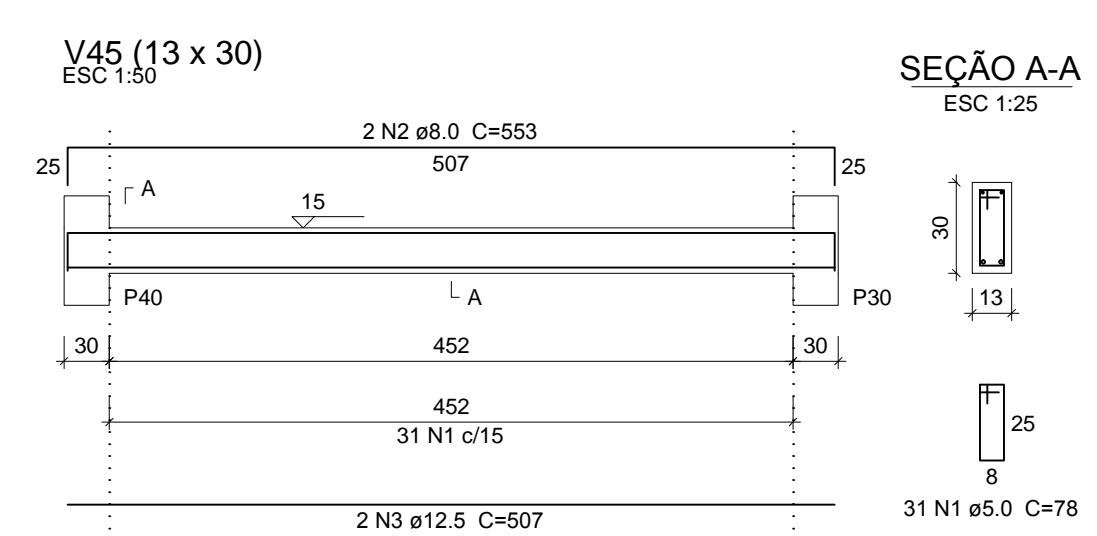 V45 (13 x 30)
ESC 1:50
SEÇÃO A-A
ESC 1:25
2 N2 ø8.0 C=553
25
507
25
A
15
30
13
A
P40
P30
30
452
30
452
31 N1 c/15
25
8
31 N1 ø5.0 C=78
2 N3 ø12.5 C=507